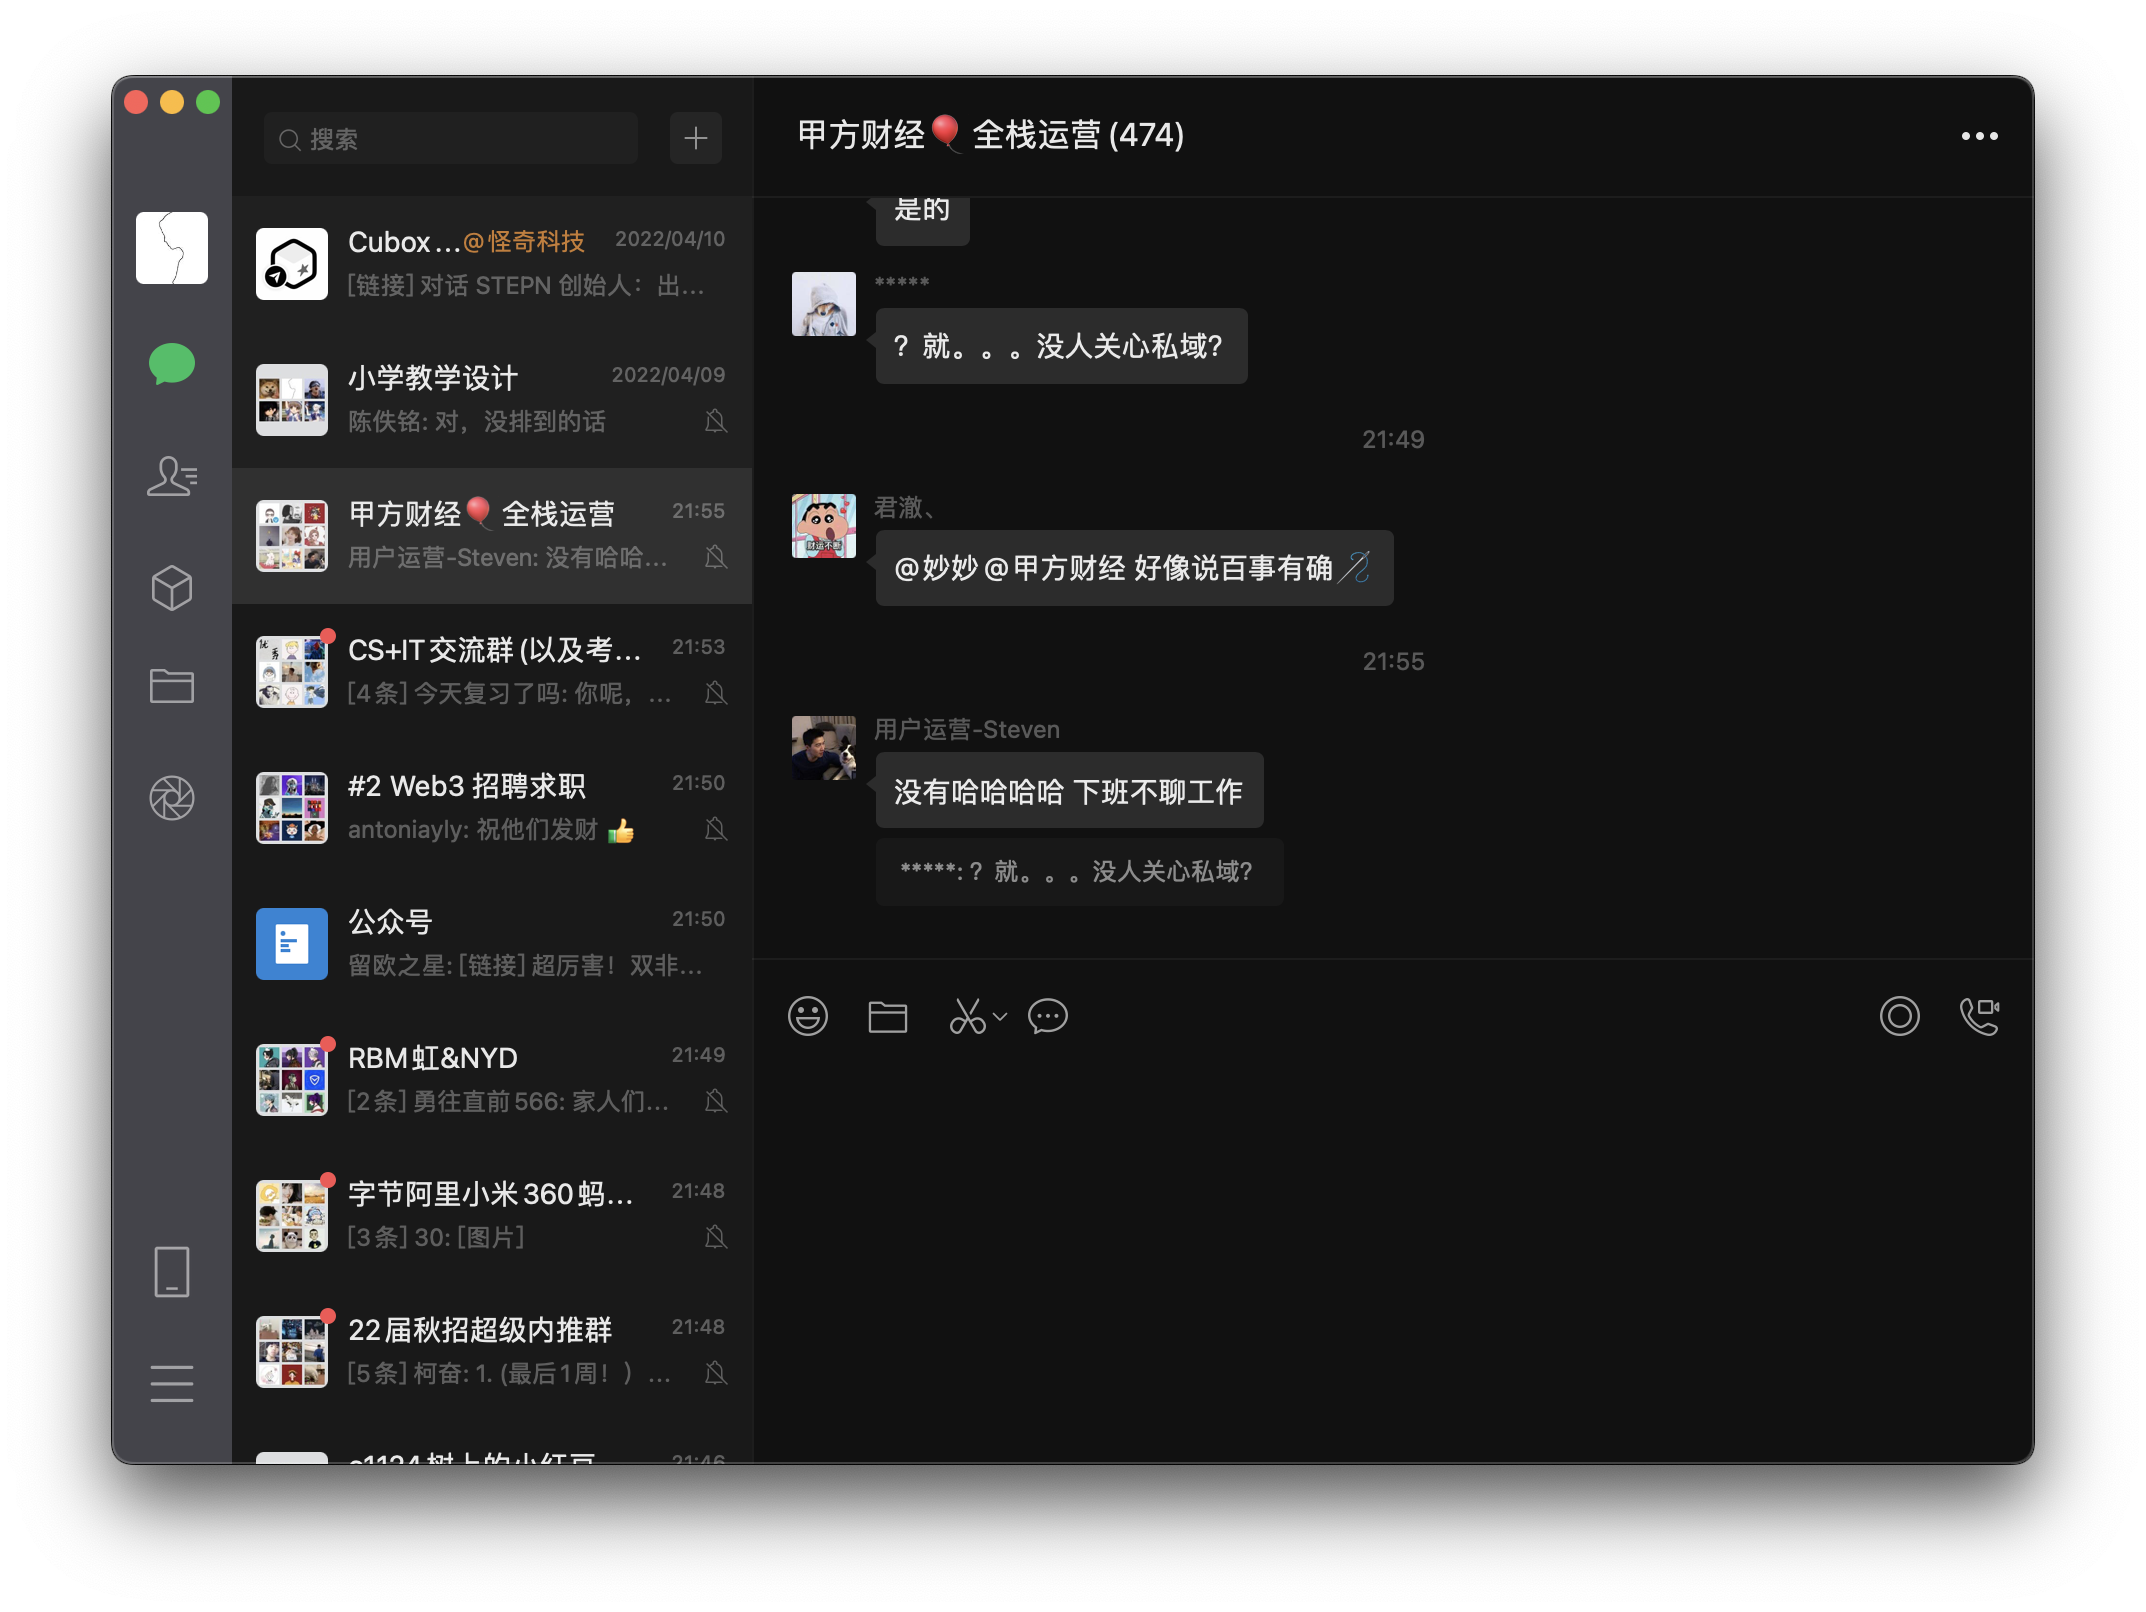 搜索
Cubox ...@怪奇科技 2022/04/10
[链接] 对话 STEPN 创始人：出...
小学教学设计 2022/04/09
陈佚铭: 对，没排到的话
甲方财经🎈全栈运营 21:55
用户运营-Steven: 没有哈哈...
CS+IT交流群 (以及考... 21:53
[4条] 今天复习了吗: 你呢，...
#2 Web3 招聘求职 21:50
antoniayly: 祝他们发财 👍
公众号 21:50
留欧之星: [链接] 超厉害！双非...
RBM虹&NYD 21:49
[2条] 勇往直前566: 家人们...
字节阿里小米360蚂... 21:48
[3条] 30: [图片]
22届秋招超级内推群 21:48
[5条] 柯奋: 1. (最后1周！) ...
21:46
甲方财经🎈全栈运营 (474)
是的
*****
？就。。。没人关心私域?
21:49
君澈、
财运不断
@妙妙@甲方财经 好像说百事有确🪡
21:55
用户运营-Steven
没有哈哈哈哈 下班不聊工作
*****: ？就。。。没人关心私域?